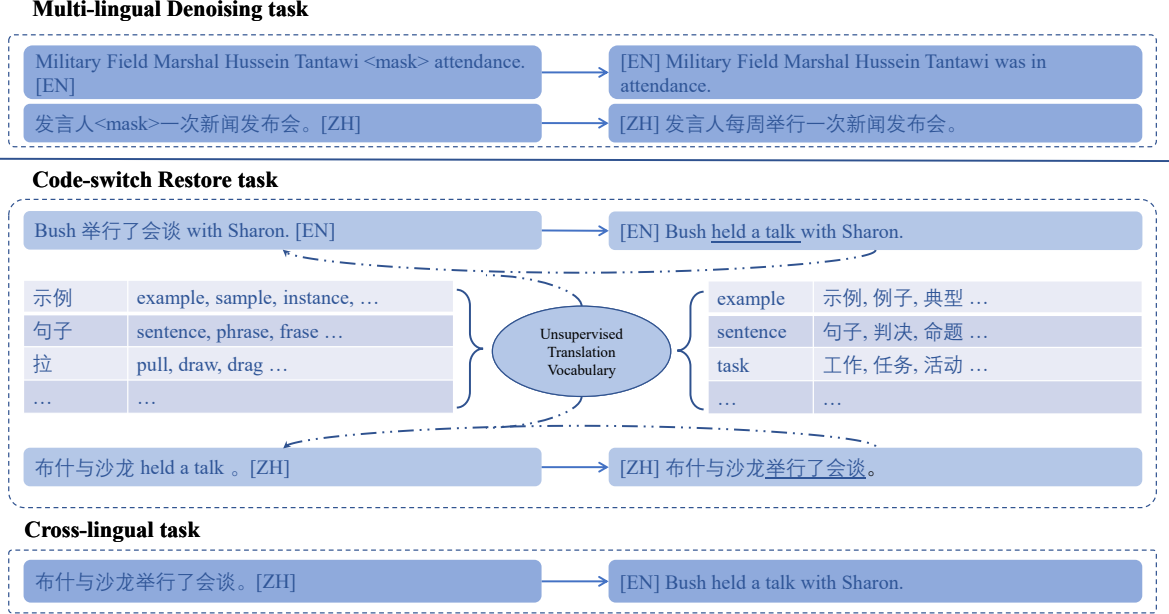 Multi-lingual Denoising task
Military Field Marshal Hussein Tantawi <mask> attendance.
[EN]
[EN] Military Field Marshal Hussein Tantawi was in
attendance.
发言人<mask>一次新闻发布会。[ZH]
[ZH] 发言人每周举行一次新闻发布会。
Code-switch Restore task
Bush 举行了会谈 with Sharon. [EN]
[EN] Bush held a talk with Sharon.
示例 example, sample, instance, …
句子 sentence, phrase, frase …
拉 pull, draw, drag …
… …
Unsupervised
Translation
Vocabulary
example 示例, 例子, 典型 …
sentence 句子, 判决, 命题 …
task 工作, 任务, 活动 …
… …
布什与沙龙 held a talk 。[ZH]
[ZH] 布什与沙龙举行了会谈。
Cross-lingual task
布什与沙龙举行了会谈。[ZH]
[EN] Bush held a talk with Sharon.